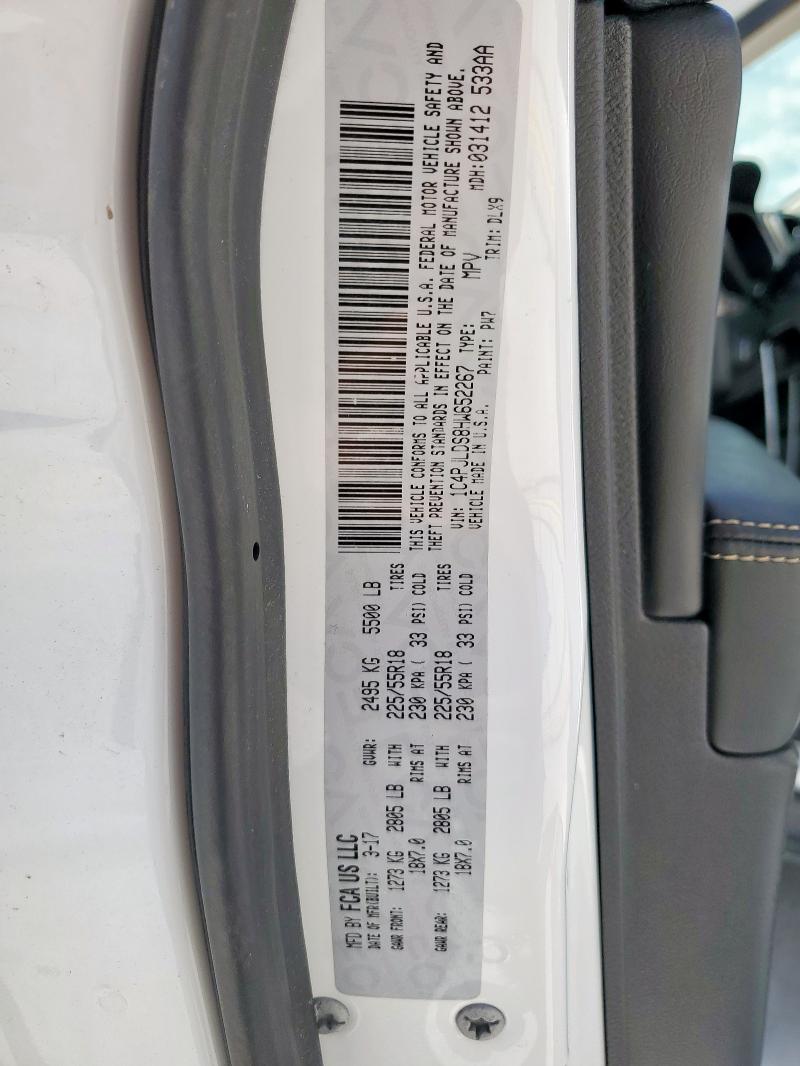 MFD BY FCA US LLC
DATE OF MFR(BUILT): 3-17 GVWR: 2495 KG 5500 LB
GAWR FRONT: 1273 KG 2805 LB WITH 225/55R18 TIRES
18X7.0 RIMS AT 230 KPA ( 33 PSI) COLD
GAWR REAR: 1273 KG 2805 LB WITH 225/55R18 TIRES
18X7.0 RIMS AT 230 KPA ( 33 PSI) COLD
THIS VEHICLE CONFORMS TO ALL APPLICABLE U.S.A. FEDERAL MOTOR VEHICLE SAFETY AND
THEFT PREVENTION STANDARDS IN EFFECT ON THE DATE OF MANUFACTURE SHOWN ABOVE.
VIN: 1C4PJLDS8HW652267 TYPE: MPV MDH:031412 533AA
VEHICLE MADE IN U.S.A. PAINT: PW7 TRIM: DLX9